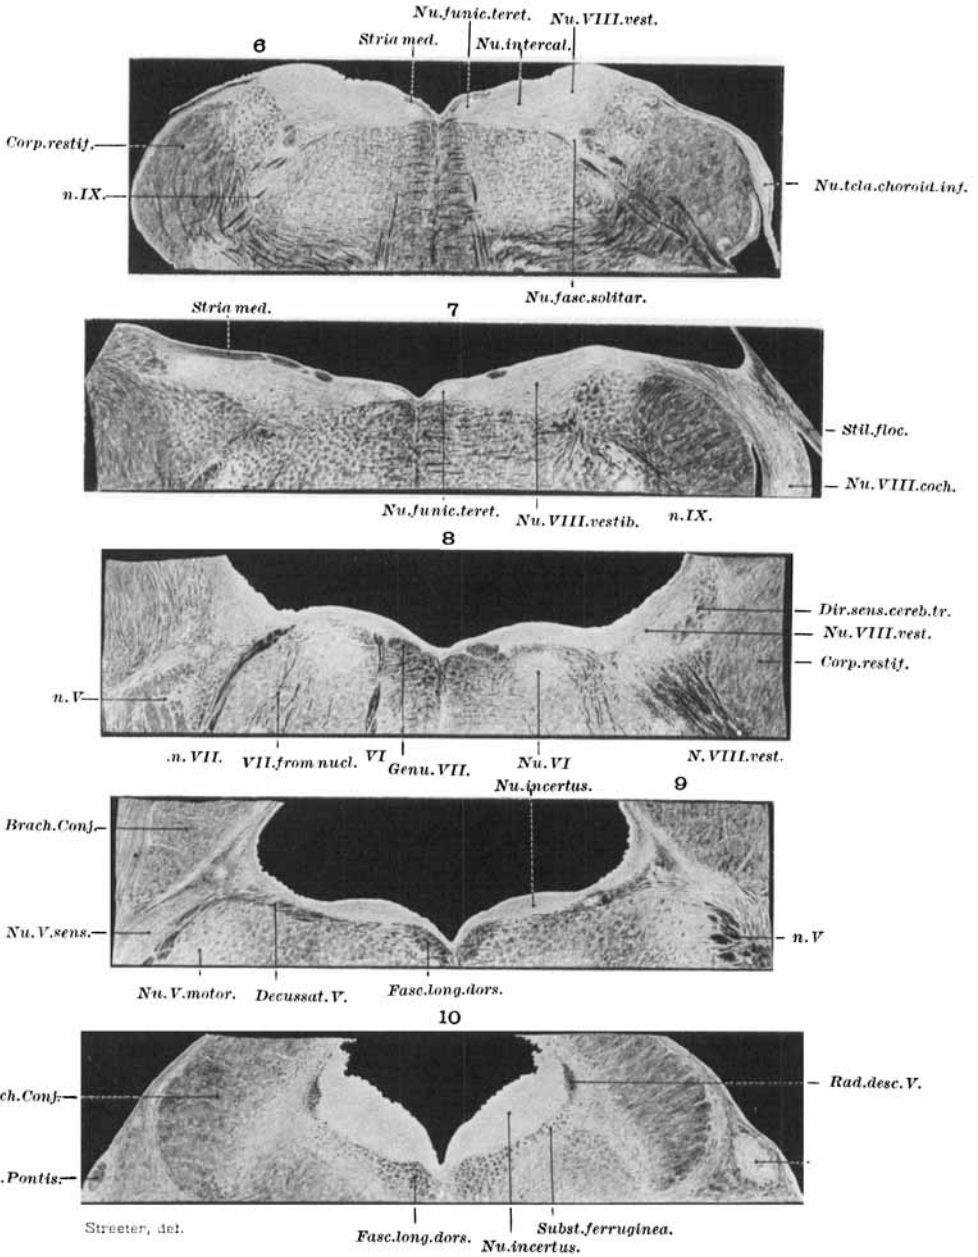 Nu.funic.teret.
Nu.VIII.vest.
6
Stria med.
Nu.intercal.
Corp.restif.
n.IX.
Nu.tela.choroid.inf.
Nu.fasc.solitar.
Stria med.
7
Stil.floc.
Nu.VIII.coch.
Nu.funic.teret.
Nu.VIII.vestib.
n.IX.
8
Dir.sens.cereb.tr.
Nu.VIII.vest.
Corp.restif.
n.V
.n.VII.
VII.from nucl.
VI
Genu.VII.
Nu.VI
N.VIII.vest.
Nu.incertus.
9
Brach.Conj.
Nu.V.sens.
n.V
Nu.V.motor.
Decussat.V.
Fasc.long.dors.
10
ch.Conj.
Rad.desc.V.
.Pontis.
Streeter, del.
Fasc.long.dors.
Nu.incertus.
Subst.ferruginea.